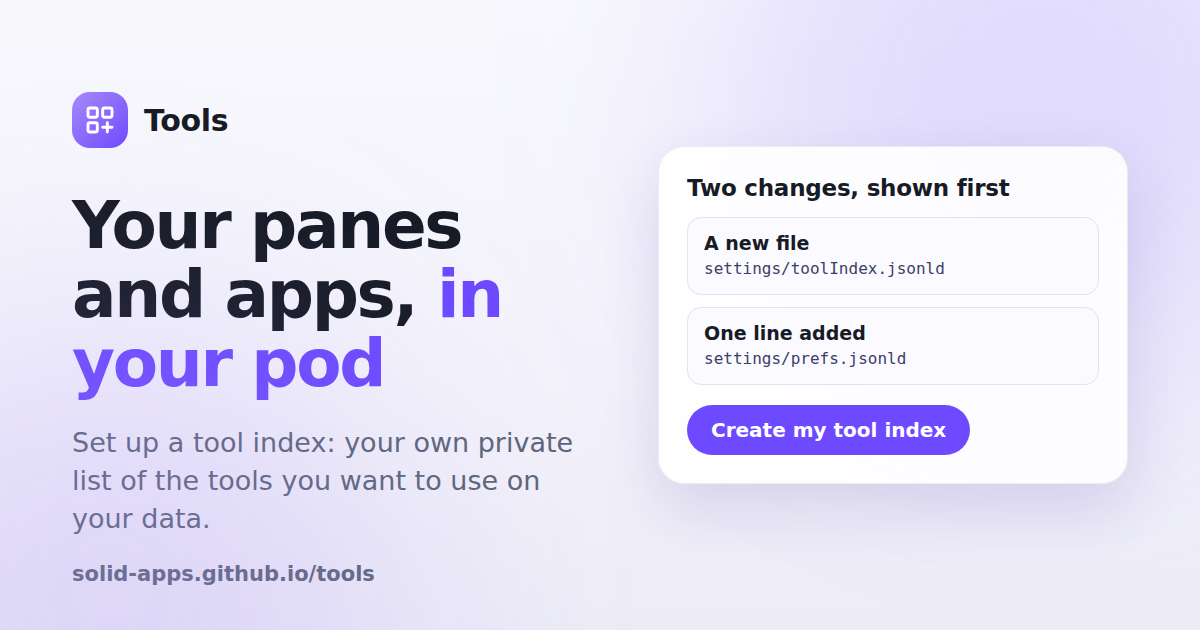 Tools
Your panes
and apps, in
your pod
Set up a tool index: your own private
list of the tools you want to use on
your data.
solid-apps.github.io/tools
Two changes, shown first
A new file
settings/toolIndex.jsonld
One line added
settings/prefs.jsonld
Create my tool index